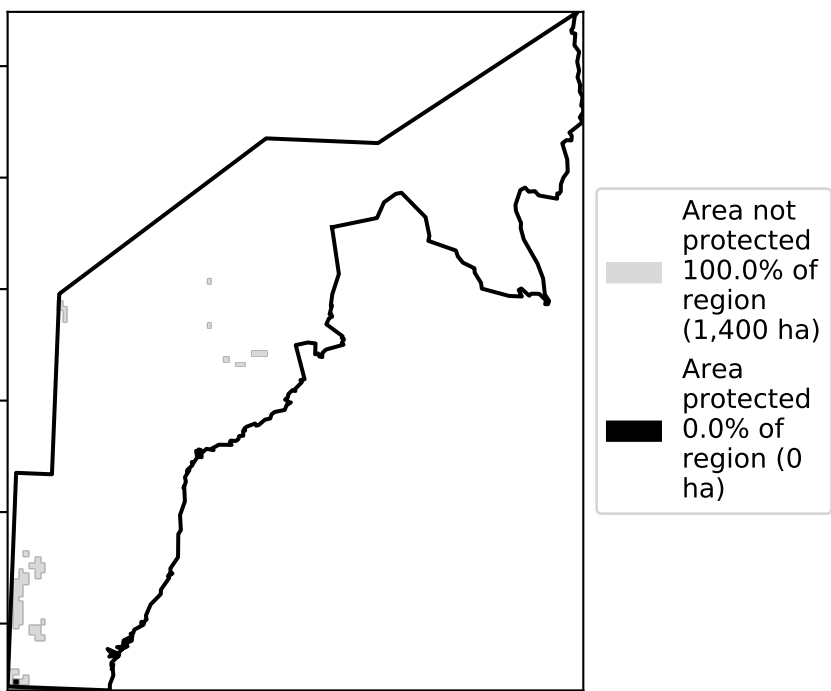 Area not
protected
100.0% of
region
(1,400 ha)
Area
protected
0.0% of
region (0
ha)